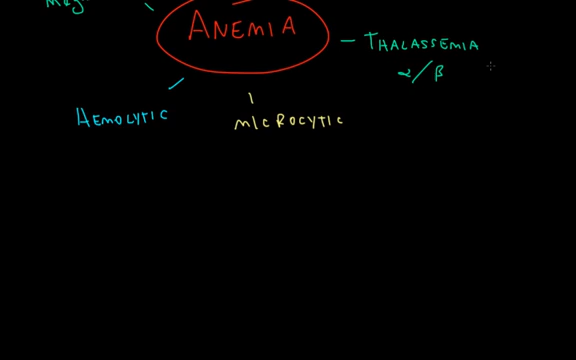 ANEMIA
THALASSEMIA
α/β
HEMOLYTIC
MICROCYTIC